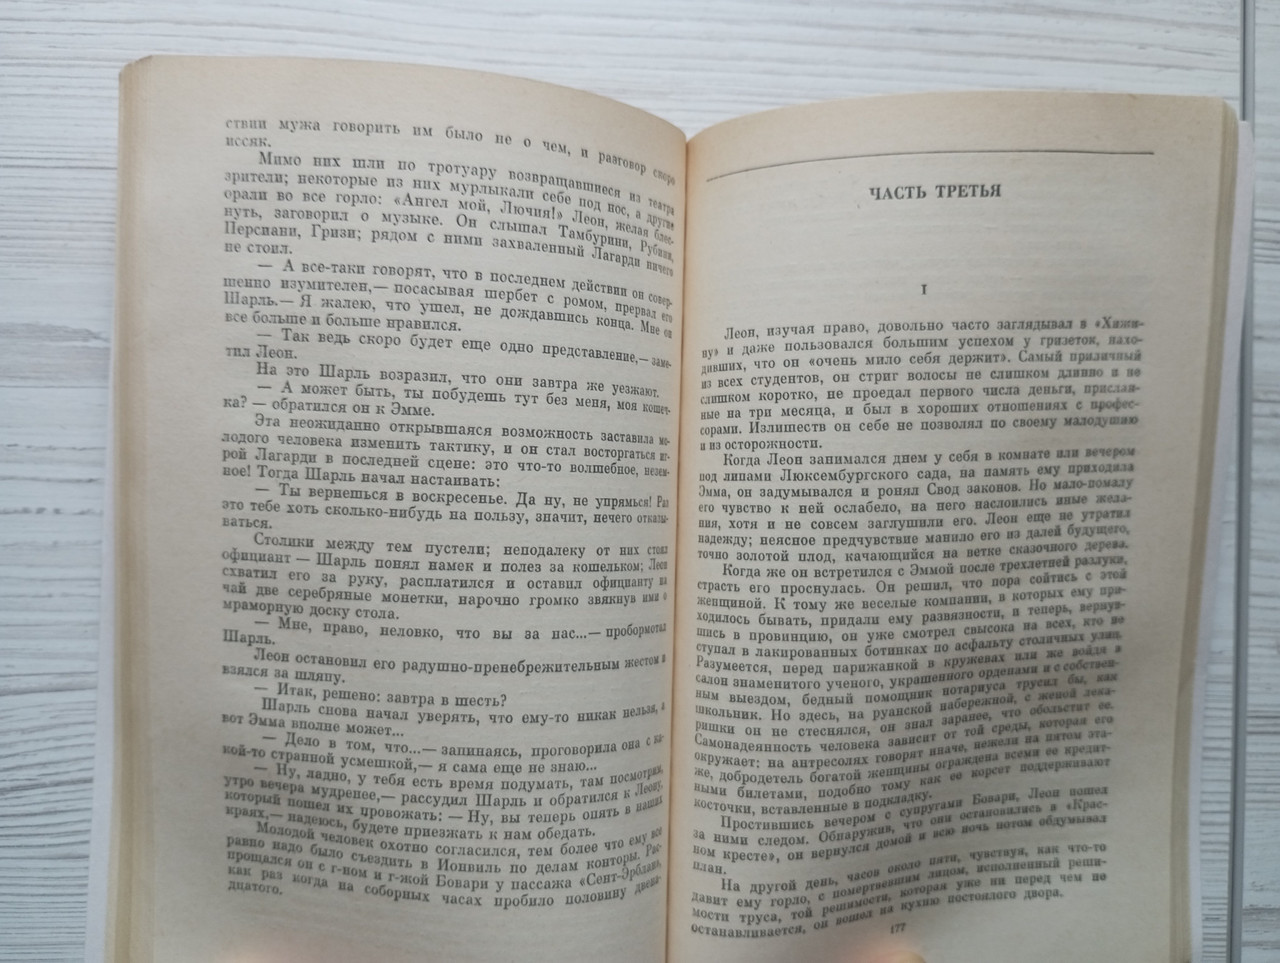 ствии мужа говорить им было не о чем, и разговор скоро
иссяк.
Мимо них шли по тротуару возвращавшиеся из театра
зрители; некоторые из них мурлыкали себе под нос, а другие
орали во все горло: «Ангел мой, Лючия!» Леон, желая блес-
нуть, заговорил о музыке. Он слышал Тамбурини, Рубини,
Персиани, Гризи; рядом с ними захваленный Лагарди ничего
не стоил.
— А все-таки говорят, что в последнем действии он совер-
шенно изумителен,— посасывая шербет с ромом, прервал его
Шарль.— Я жалею, что ушел, не дождавшись конца. Мне он
все больше и больше нравился.
— Так ведь скоро будет еще одно представление,— заме-
тил Леон.
На это Шарль возразил, что они завтра же уезжают.
— А может быть, ты побудешь тут без меня, моя кошеч-
ка? — обратился он к Эмме.
Эта неожиданно открывшаяся возможность заставила мо-
лодого человека изменить тактику, и он стал восторгаться иг-
рой Лагарди в последней сцене: это что-то волшебное, незем-
ное! Тогда Шарль начал настаивать:
— Ты вернешься в воскресенье. Да ну, не упрямься! Раз
это тебе хоть сколько-нибудь на пользу, значит, нечего отказы-
ваться.
Столики между тем пустели; неподалеку от них стоял
официант — Шарль понял намек и полез за кошельком; Леон
схватил его за руку, расплатился и оставил официанту на
чай две серебряные монетки, нарочно громко звякнув ими о
мраморную доску стола.
— Мне, право, неловко, что вы за нас...— пробормотал
Шарль.
Леон остановил его радушно-пренебрежительным жестом и
взялся за шляпу.
— Итак, решено: завтра в шесть?
Шарль снова начал уверять, что ему-то никак нельзя, а
вот Эмма вполне может...
— Дело в том, что...— запинаясь, проговорила она с ка-
кой-то странной усмешкой,— я сама еще не знаю...
— Ну, ладно, у тебя есть время подумать, там посмотрим,
утро вечера мудренее,— рассудил Шарль и обратился к Леону,
который пошел их провожать: — Ну, вы теперь опять в наших
краях,— надеюсь, будете приезжать к нам обедать.
Молодой человек охотно согласился, тем более что ему все
равно надо было съездить в Ионвиль по делам конторы. Рас-
прощался он с г-ном и г-жой Бовари у пассажа «Сент-Эрблан»,
как раз когда на соборных часах пробило половину двена-
дцатого.
ЧАСТЬ ТРЕТЬЯ
I
Леон, изучая право, довольно часто заглядывал в «Хижи-
ну» и даже пользовался большим успехом у гризеток, нахо-
дивших, что он «очень мило себя держит». Самый приличный
из всех студентов, он стриг волосы не слишком длинно и не
слишком коротко, не проедал первого числа деньги, прислан-
ные на три месяца, и был в хороших отношениях с профес-
сорами. Излишеств он себе не позволял по своему малодушию
и из осторожности.
Когда Леон занимался днем у себя в комнате или вечером
под липами Люксембургского сада, на память ему приходила
Эмма, он задумывался и ронял Свод законов. Но мало-помалу
его чувство к ней ослабело, на него наслоились иные жела-
ния, хотя и не совсем заглушили его. Леон еще не утратил
надежду; неясное предчувствие манило его из далей будущего,
точно золотой плод, качающийся на ветке сказочного дерева.
Когда же он встретился с Эммой после трехлетней разлуки,
страсть его проснулась. Он решил, что пора сойтись с этой
женщиной. К тому же веселые компании, в которых ему при-
ходилось бывать, придали ему развязности, и теперь, вернув-
шись в провинцию, он уже смотрел свысока на всех, кто не
ступал в лакированных ботинках по асфальту столичных улиц.
Разумеется, перед парижанкой в кружевах или же войдя в
салон знаменитого ученого, украшенного орденами и с собствен-
ным выездом, бедный помощник нотариуса трусил бы, как
школьник. Но здесь, на руанской набережной, с женой лека-
ришки он не стеснялся, он знал заранее, что обольстит ее.
Самонадеянность человека зависит от той среды, которая его
окружает: на антресолях говорят иначе, нежели на пятом эта-
же, добродетель богатой женщины ограждена всеми ее кредит-
ными билетами, подобно тому как ее корсет поддерживают
косточки, вставленные в подкладку.
Простившись вечером с супругами Бовари, Леон пошел
за ними следом. Обнаружив, что они остановились в «Крас-
ном кресте», он вернулся домой и всю ночь потом обдумывал
план.
На другой день, часов около пяти, чувствуя, как что-то
давит ему горло, с помертвевшим лицом, исполненный реши-
мости труса, той решимости, которая уже ни перед чем не
останавливается, он вошел на кухню постоялого двора.
177